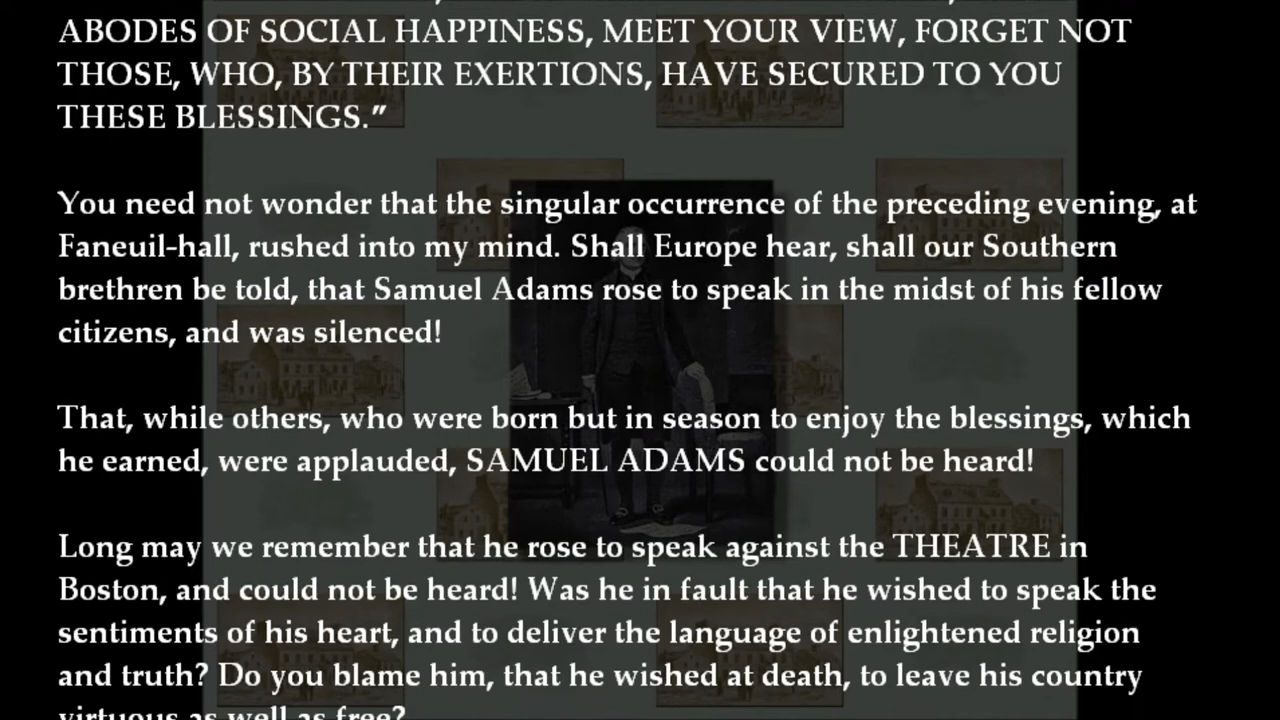 ABODES OF SOCIAL HAPPINESS, MEET YOUR VIEW, FORGET NOT
THOSE, WHO, BY THEIR EXERTIONS, HAVE SECURED TO YOU
THESE BLESSINGS.”
You need not wonder that the singular occurrence of the preceding evening, at
Faneuil-hall, rushed into my mind. Shall Europe hear, shall our Southern
brethren be told, that Samuel Adams rose to speak in the midst of his fellow
citizens, and was silenced!
That, while others, who were born but in season to enjoy the blessings, which
he earned, were applauded, SAMUEL ADAMS could not be heard!
Long may we remember that he rose to speak against the THEATRE in
Boston, and could not be heard! Was he in fault that he wished to speak the
sentiments of his heart, and to deliver the language of enlightened religion
and truth? Do you blame him, that he wished at death, to leave his country
virtuous as well as free?